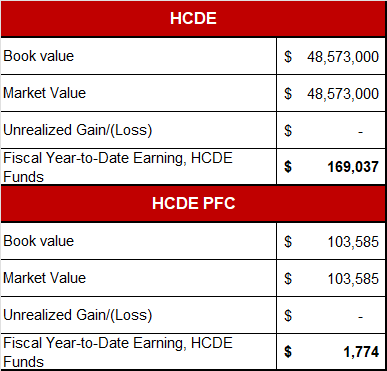 HCDE
Book value $ 48,573,000
Market Value $ 48,573,000
Unrealized Gain/(Loss) $ -
Fiscal Year-to-Date Earning, HCDE
Funds $ 169,037
HCDE PFC
Book value $ 103,585
Market Value $ 103,585
Unrealized Gain/(Loss) $ -
Fiscal Year-to-Date Earning, HCDE
Funds $ 1,774